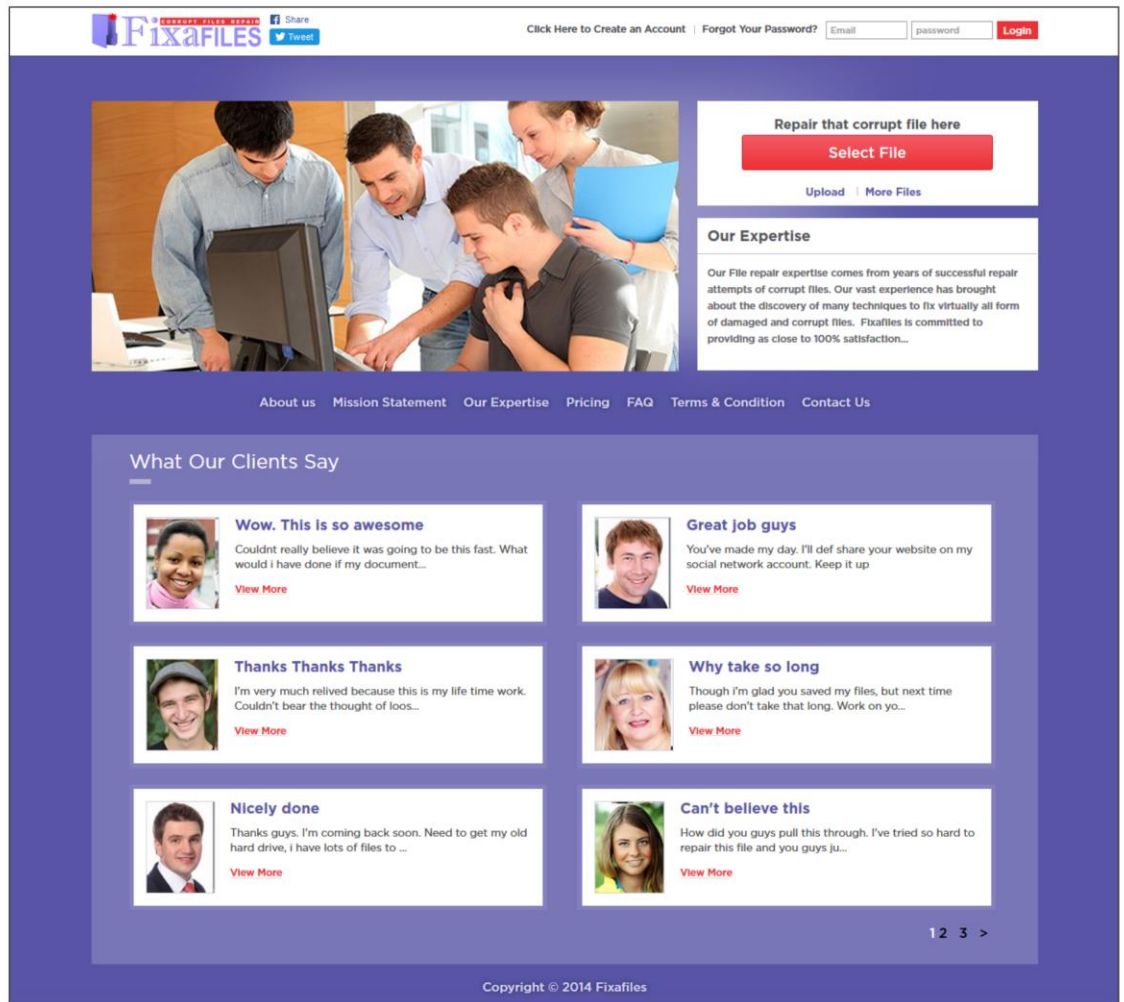 CORRUPT FILES REPAIR
FixaFILES
Share
Tweet
Click Here to Create an Account | Forgot Your Password? Email password Login
Repair that corrupt file here
Select File
Upload | More Files
Our Expertise
Our File repair expertise comes from years of successful repair
attempts of corrupt files. Our vast experience has brought
about the discovery of many techniques to fix virtually all form
of damaged and corrupt files. Fixafiles is committed to
providing as close to 100% satisfaction...
About us Mission Statement Our Expertise Pricing FAQ Terms & Condition Contact Us
What Our Clients Say
Wow. This is so awesome
Couldnt really believe it was going to be this fast. What
would i have done if my document...
View More
Great job guys
You've made my day. I'll def share your website on my
social network account. Keep it up
View More
Thanks Thanks Thanks
I'm very much relived because this is my life time work.
Couldn't bear the thought of loos...
View More
Why take so long
Though i'm glad you saved my files, but next time
please don't take that long. Work on yo...
View More
Nicely done
Thanks guys. I'm coming back soon. Need to get my old
hard drive, i have lots of files to ...
View More
Can't believe this
How did you guys pull this through. I've tried so hard to
repair this file and you guys ju...
View More
1 2 3 >
Copyright © 2014 Fixafiles